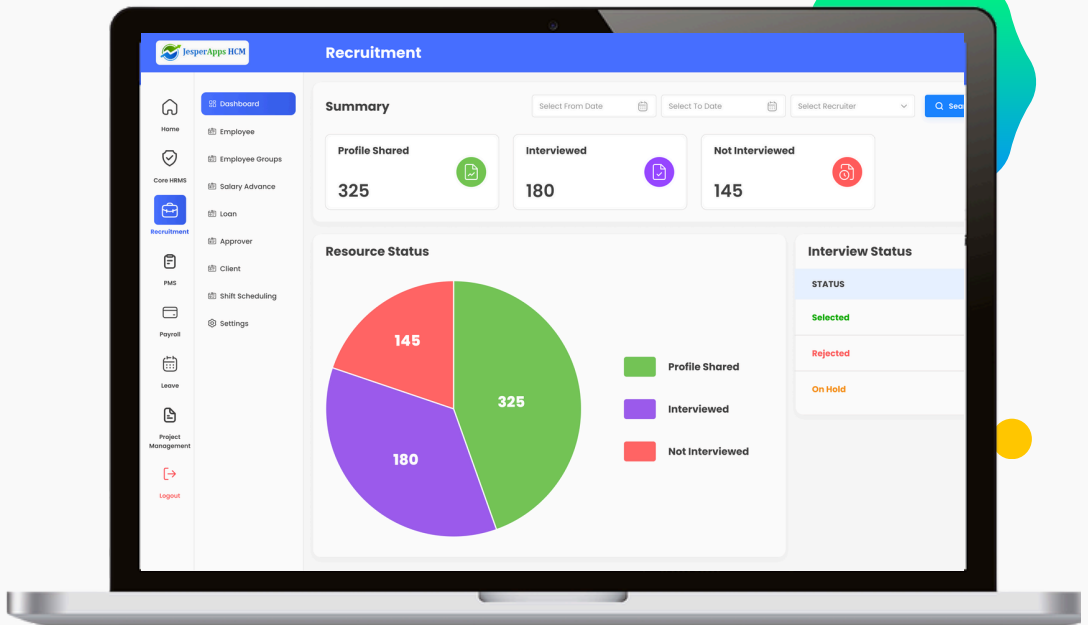 JesperApps HCM
Recruitment
Home
Core HRMS
Recruitment
PMS
Payroll
Leave
Project
Management
Logout
Dashboard
Employee
Employee Groups
Salary Advance
Loan
Approver
Client
Shift Scheduling
Settings
Summary
Select From Date
Select To Date
Select Recruiter
Profile Shared
325
Interviewed
180
Not Interviewed
145
Resource Status
145
325
180
Profile Shared
Interviewed
Not Interviewed
Interview Status
STATUS
Selected
Rejected
On Hold